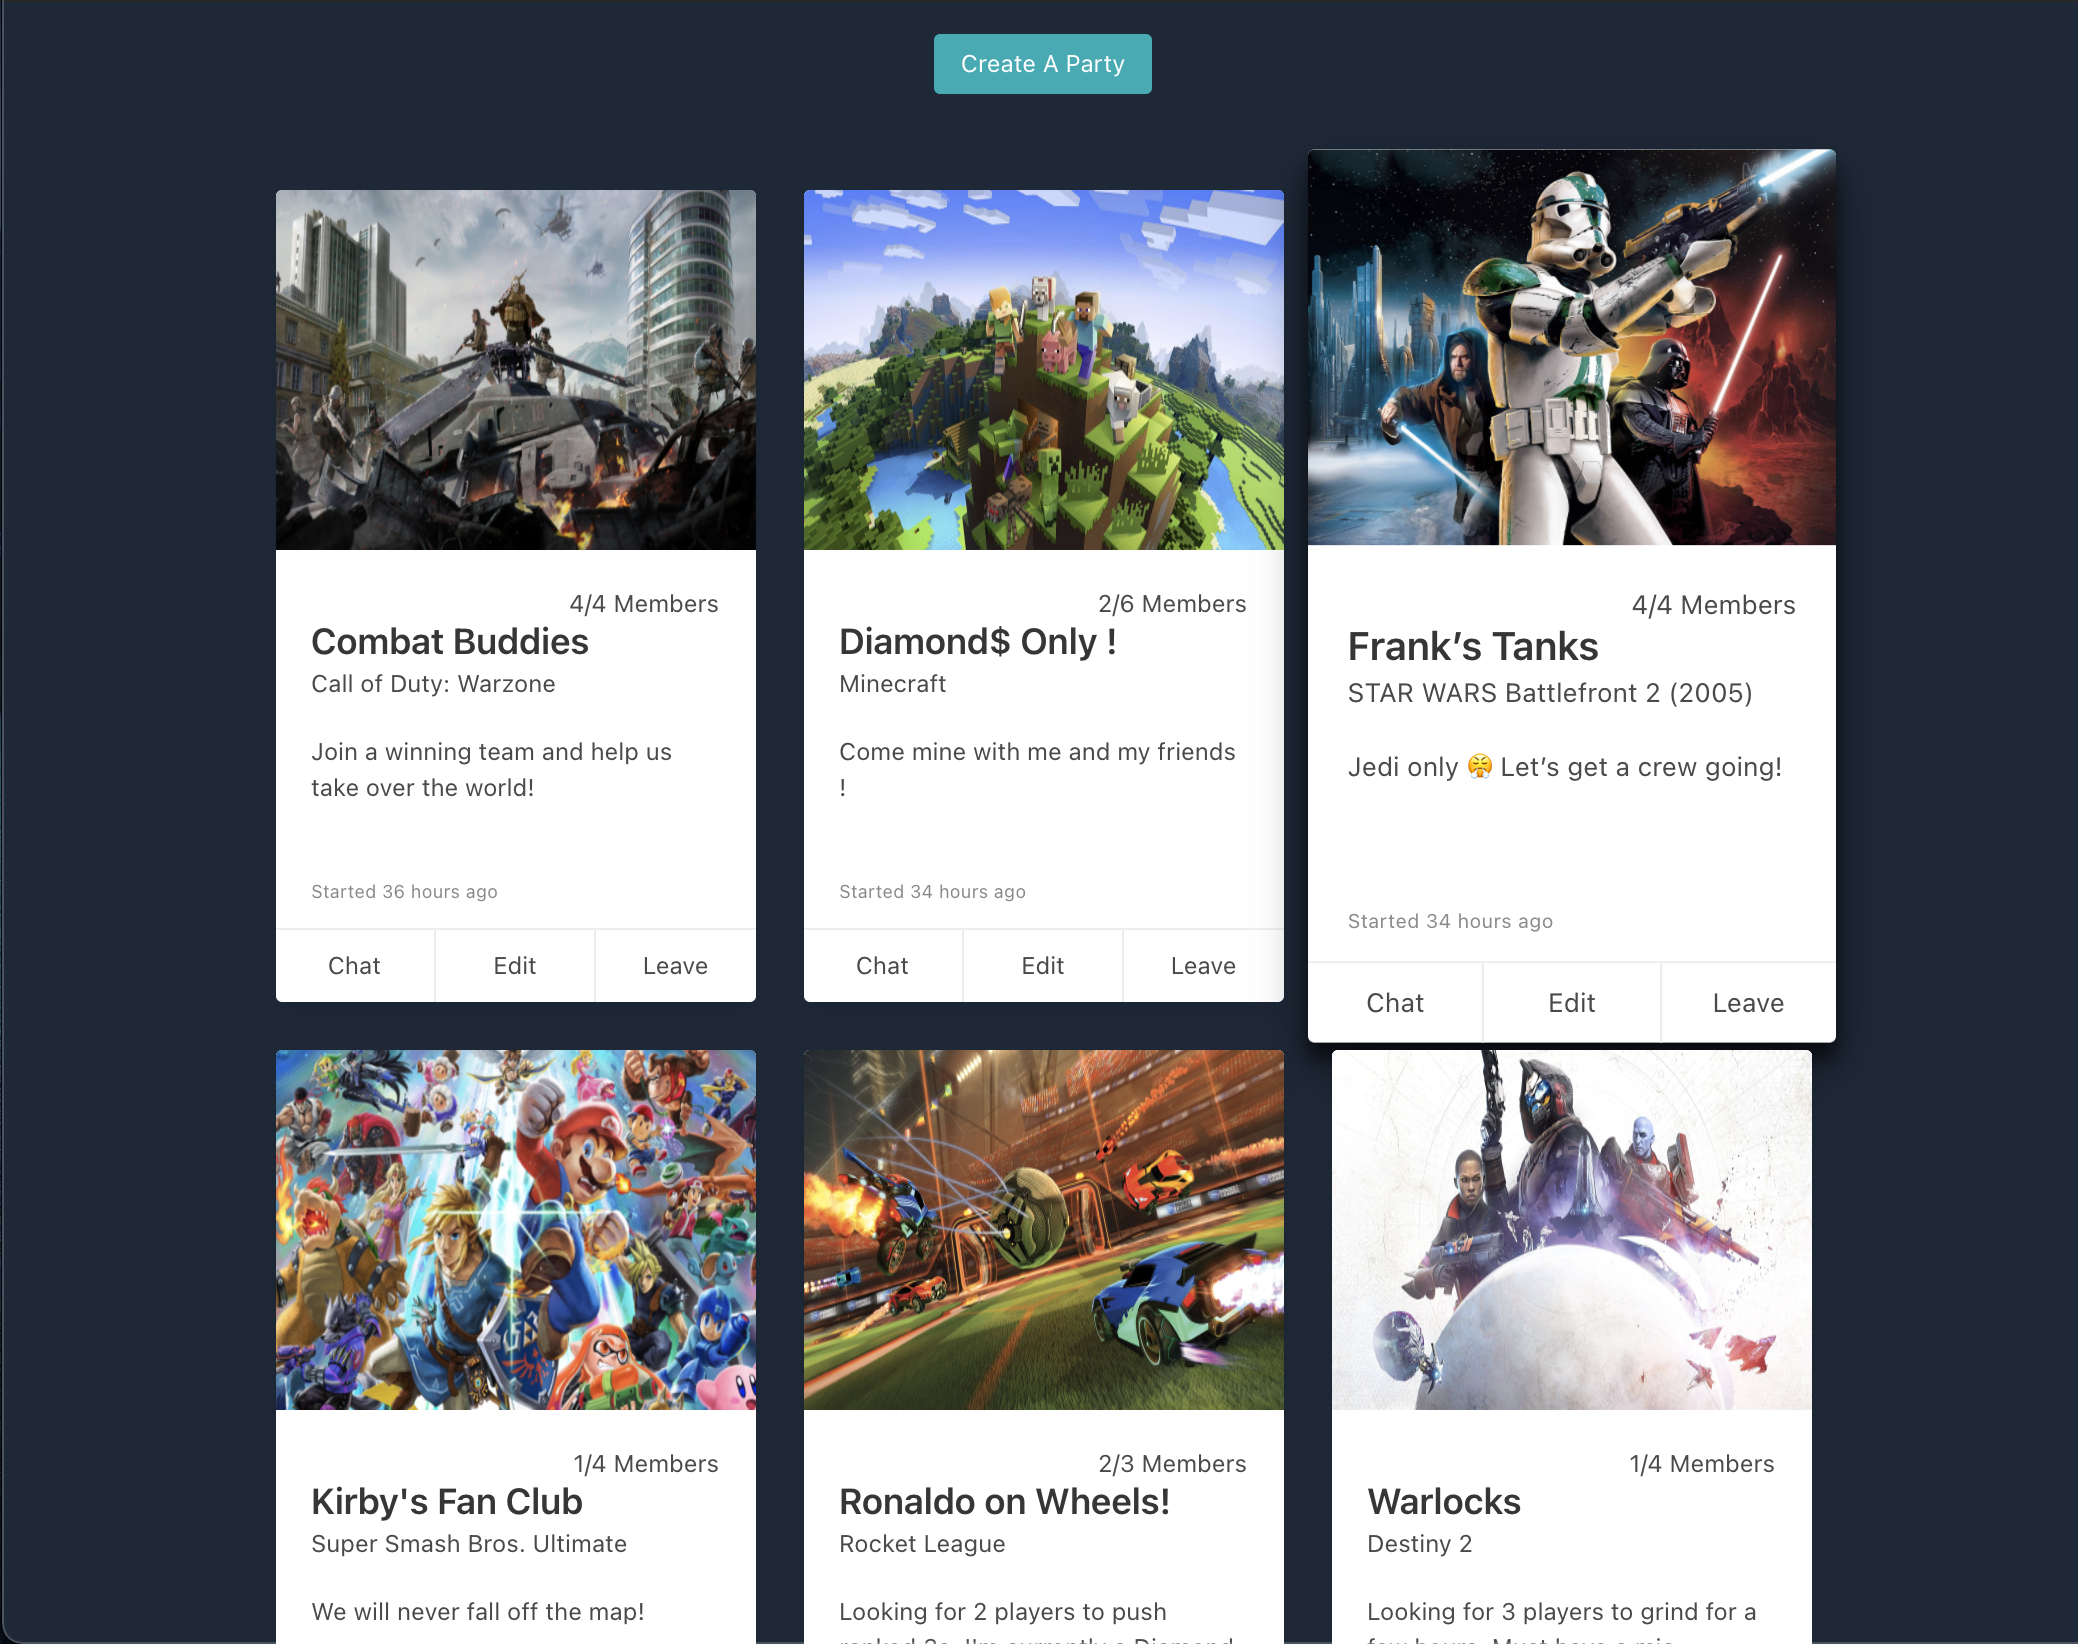 Create A Party
4/4 Members
Combat Buddies
Call of Duty: Warzone
Join a winning team and help us
take over the world!
Started 36 hours ago
Chat Edit Leave
2/6 Members
Diamond$ Only !
Minecraft
Come mine with me and my friends
!
Started 34 hours ago
Chat Edit Leave
4/4 Members
Frank’s Tanks
STAR WARS Battlefront 2 (2005)
Jedi only 😤 Let’s get a crew going!
Started 34 hours ago
Chat Edit Leave
1/4 Members
Kirby's Fan Club
Super Smash Bros. Ultimate
We will never fall off the map!
2/3 Members
Ronaldo on Wheels!
Rocket League
Looking for 2 players to push
1/4 Members
Warlocks
Destiny 2
Looking for 3 players to grind for a